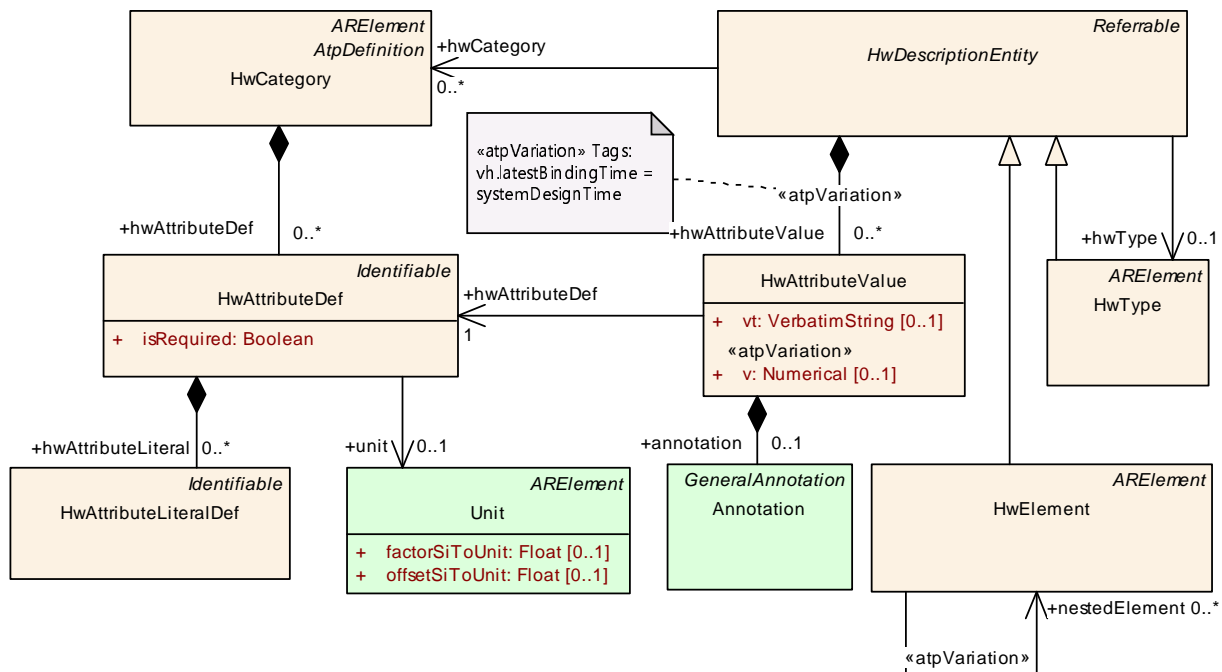 ARElement
AtpDefinition
HwCategory
+hwCategory
0..*
Referrable
HwDescriptionEntity
«atpVariation» Tags:
vh.latestBindingTime =
systemDesignTime
«atpVariation»
+hwAttributeDef
0..*
+hwAttributeValue
0..*
+hwType
0..1
Identifiable
HwAttributeDef
+ isRequired: Boolean
+hwAttributeDef
1
HwAttributeValue
+ vt: VerbatimString [0..1]
«atpVariation»
+ v: Numerical [0..1]
ARElement
HwType
+hwAttributeLiteral
0..*
+unit
0..1
+annotation
0..1
Identifiable
HwAttributeLiteralDef
ARElement
Unit
+ factorSiToUnit: Float [0..1]
+ offsetSiToUnit: Float [0..1]
GeneralAnnotation
Annotation
ARElement
HwElement
+nestedElement 0..*
«atpVariation»